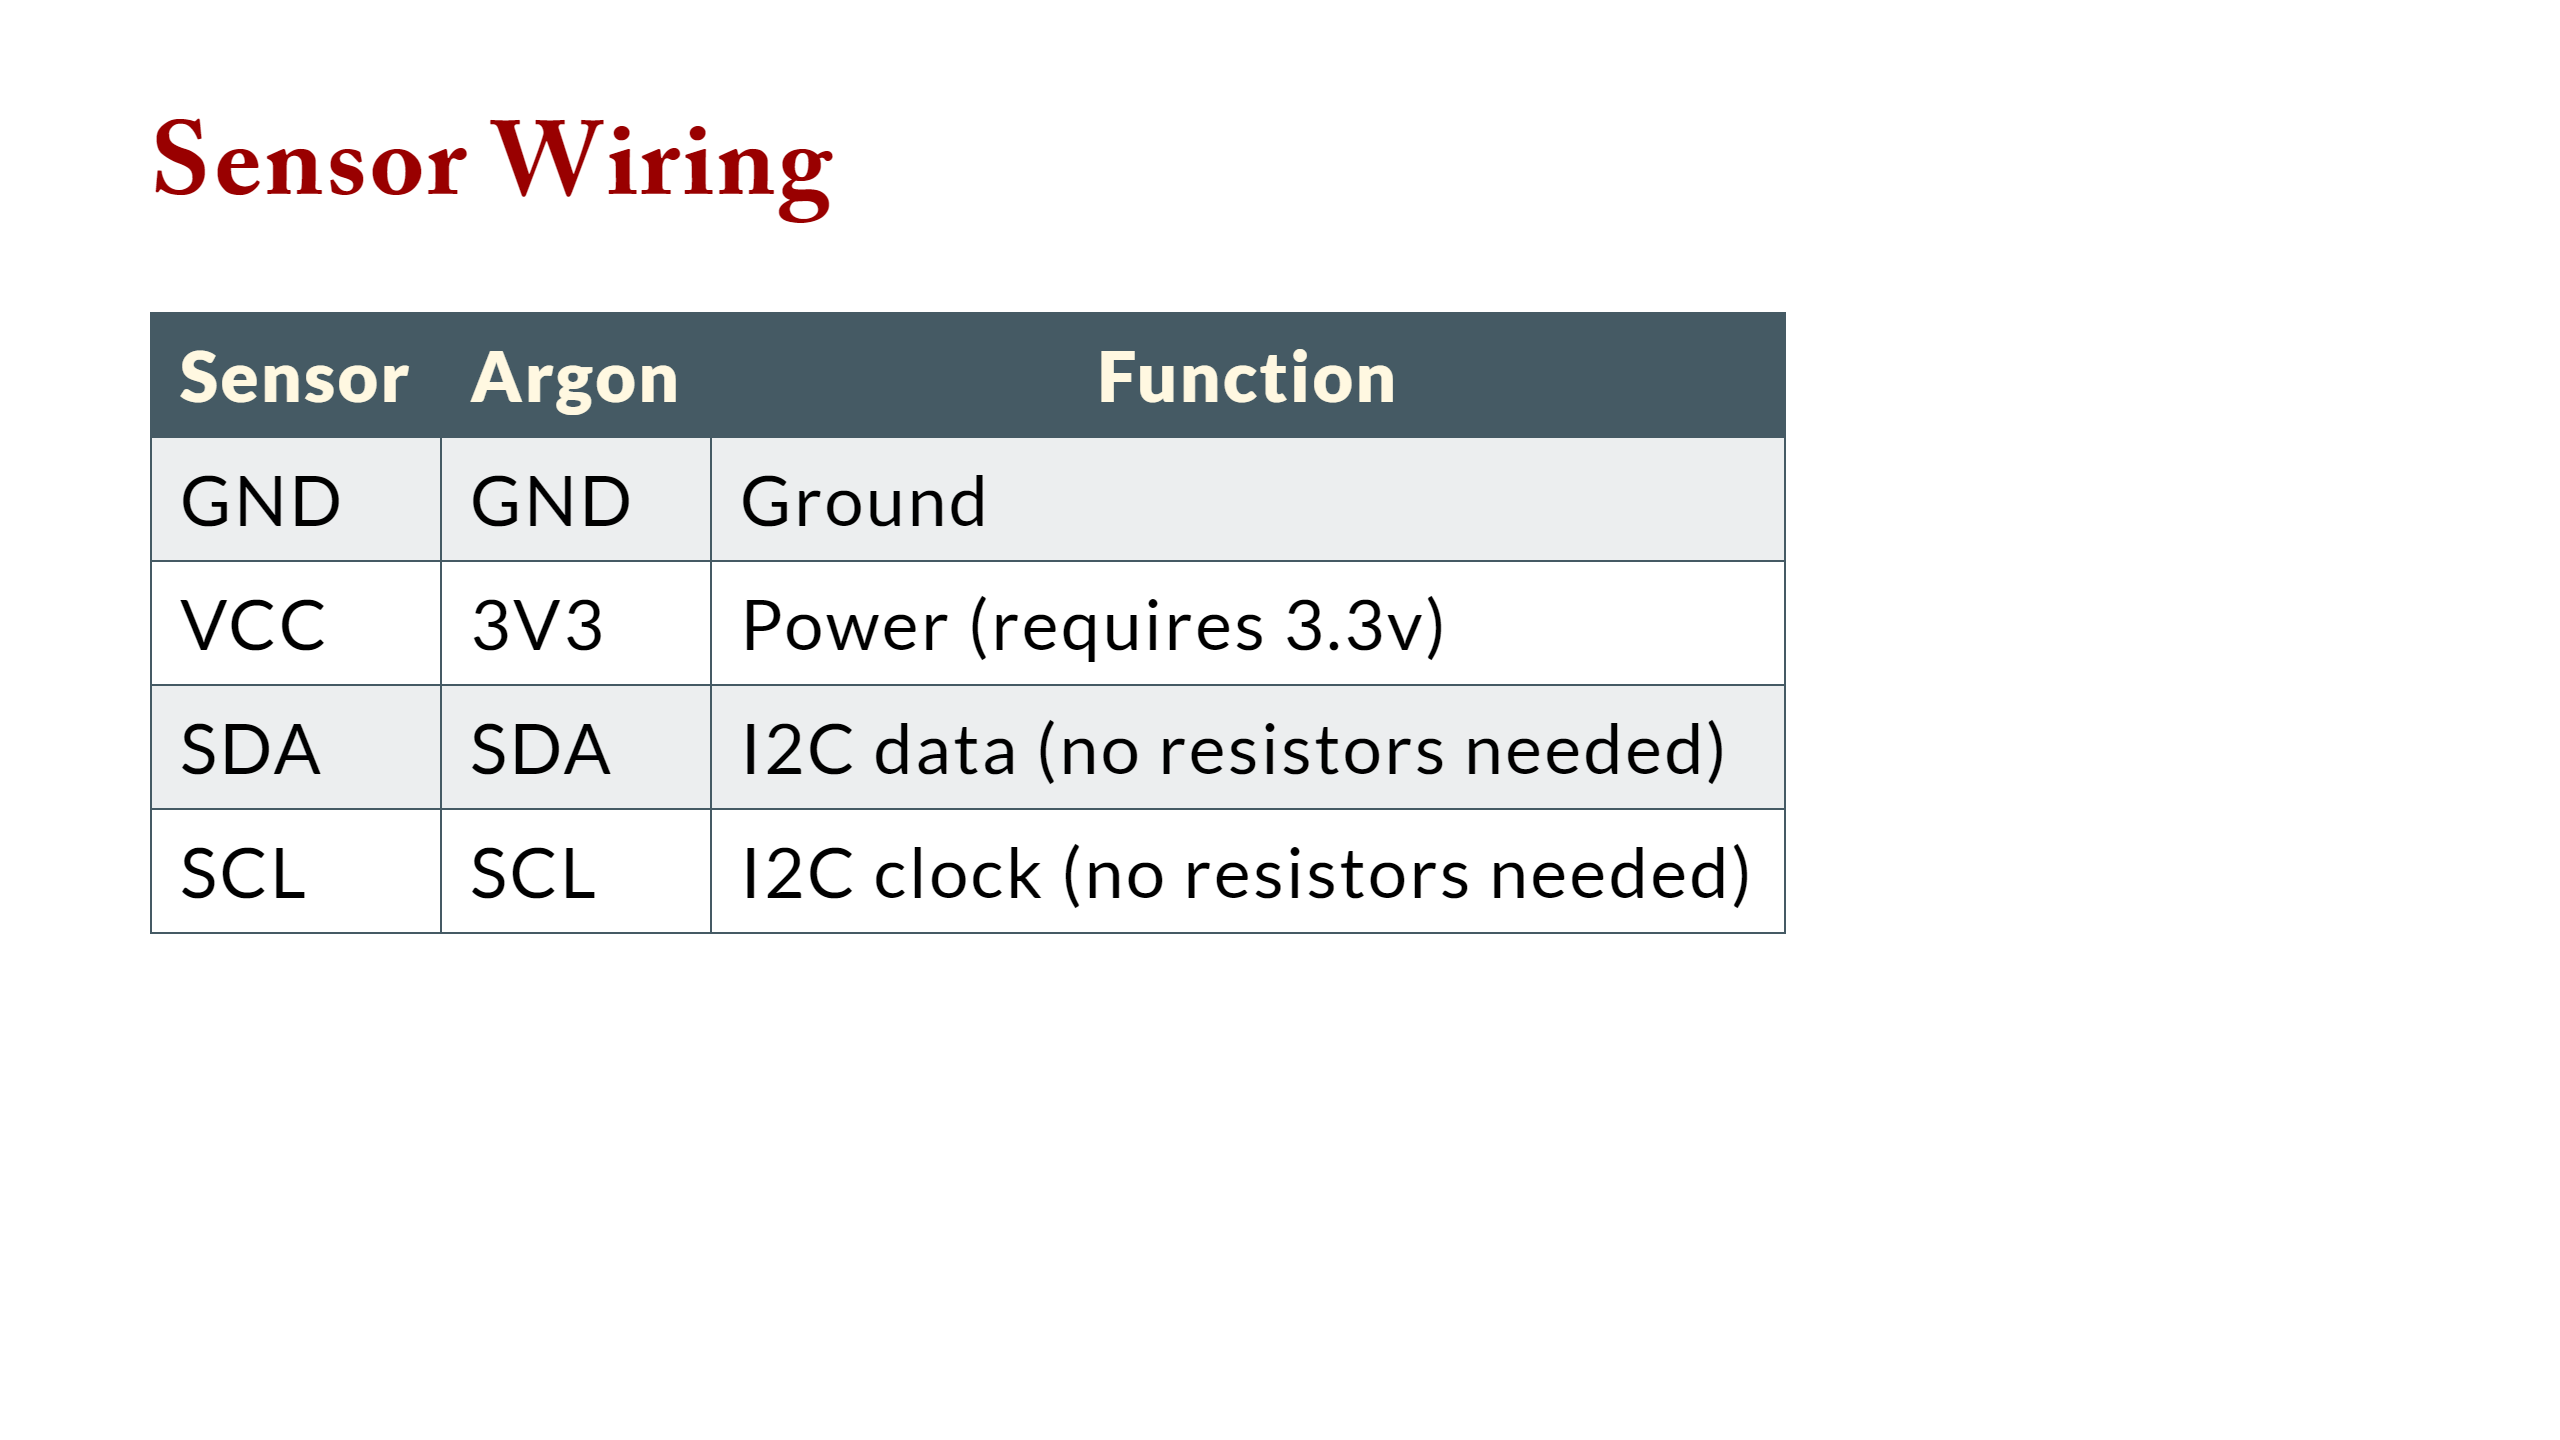 Sensor Wiring
Sensor Argon Function
GND GND Ground
VCC 3V3 Power (requires 3.3v)
SDA SDA I2C data (no resistors needed)
SCL SCL I2C clock (no resistors needed)